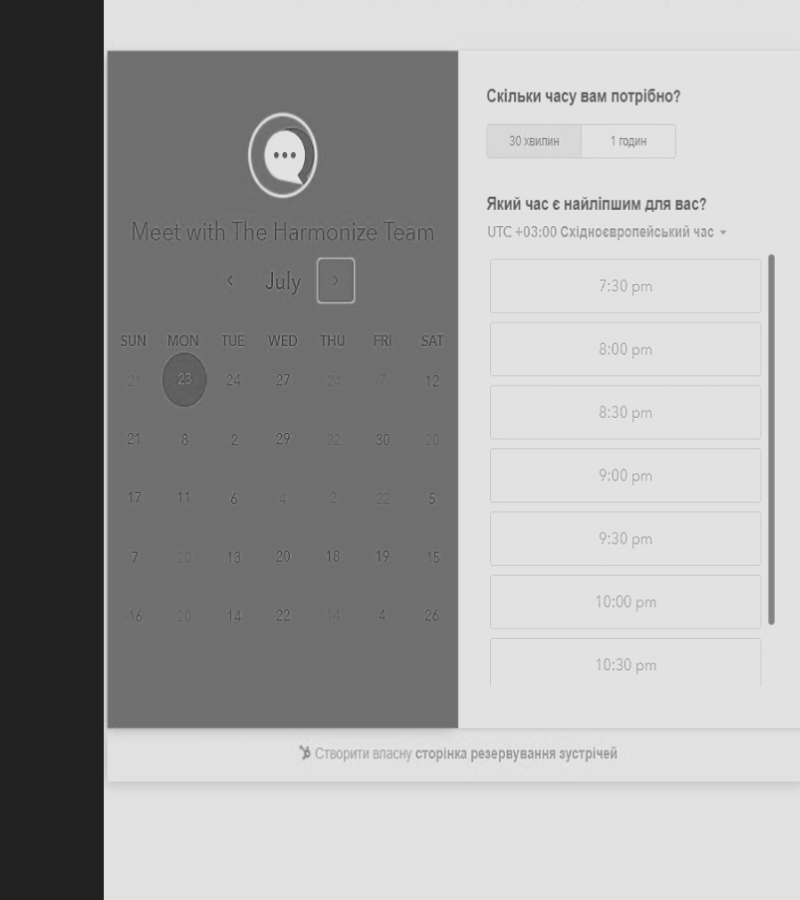 Meet with The Harmonize Team
July
SUN MON TUE WED THU FRI SAT
21 23 24 27 24 7 12
21 8 2 29 22 30 20
17 11 6 4 2 22 5
7 20 13 20 18 19 15
16 20 14 22 14 4 26
Скільки часу вам потрібно?
30 хвилин 1 годин
Який час є найліпшим для вас?
UTC +03:00 Східноєвропейський час
7:30 pm
8:00 pm
8:30 pm
9:00 pm
9:30 pm
10:00 pm
10:30 pm
Створити власну сторінка резервування зустрічей